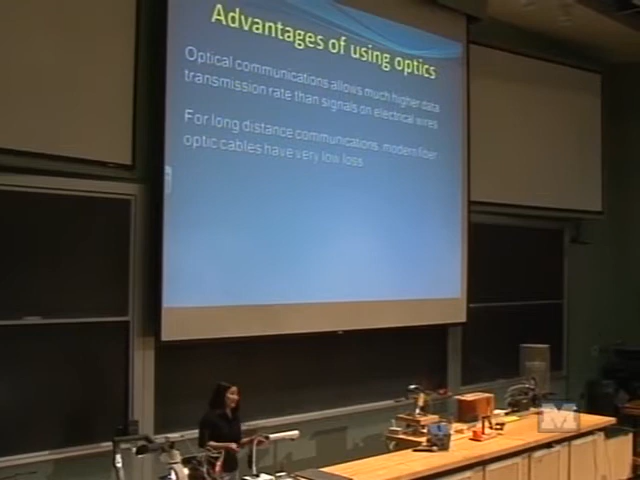 Advantages of using optics
Optical communications allows much higher data
transmission rate than signals on electrical wires
For long distance communications, modern fiber
optic cables have very low loss
M